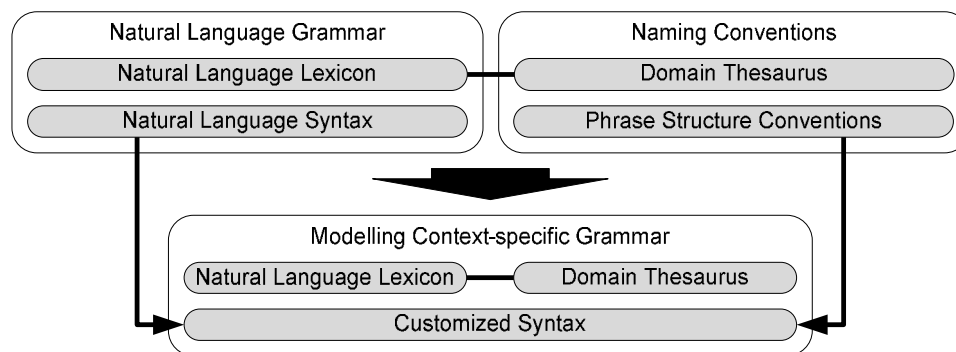 Natural Language Grammar
Natural Language Lexicon
Natural Language Syntax
Naming Conventions
Domain Thesaurus
Phrase Structure Conventions
Modelling Context-specific Grammar
Natural Language Lexicon
Domain Thesaurus
Customized Syntax